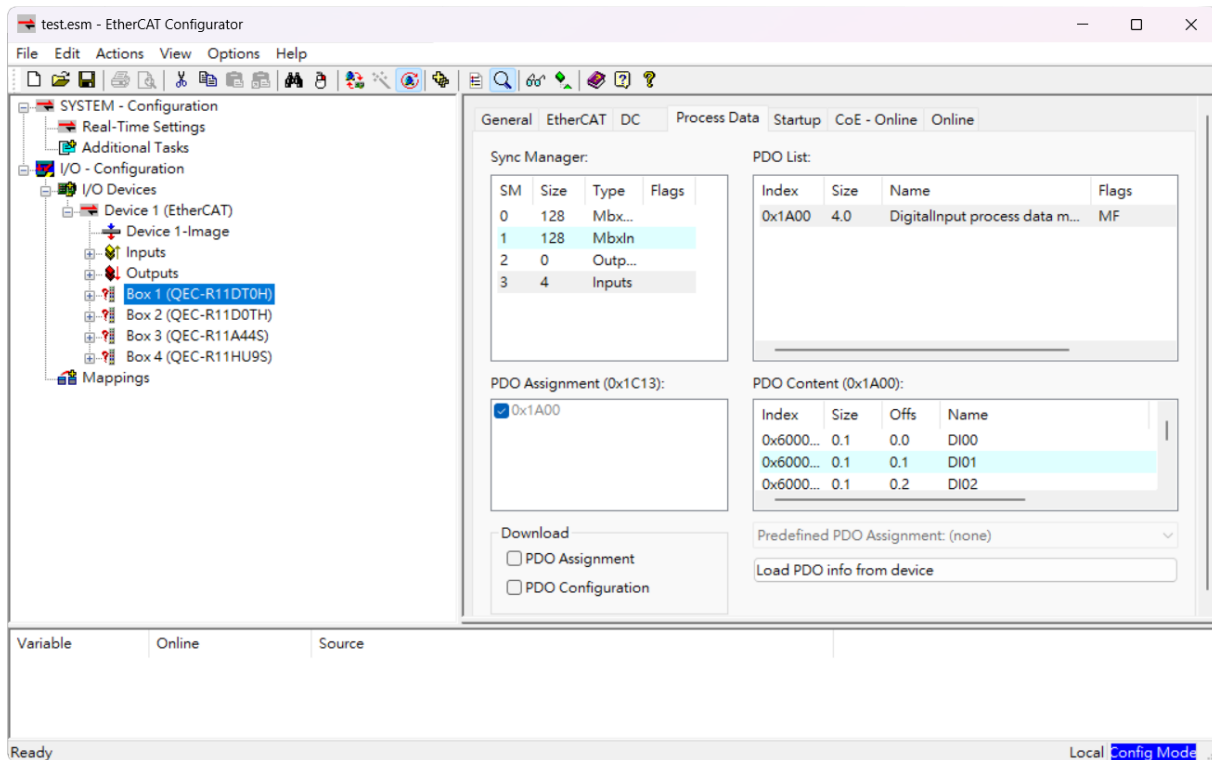 test.esm - EtherCAT Configurator
File Edit Actions View Options Help
SYSTEM - Configuration
Real-Time Settings
Additional Tasks
I/O - Configuration
I/O Devices
Device 1 (EtherCAT)
Device 1-Image
Inputs
Outputs
Box 1 (QEC-R11DT0H)
Box 2 (QEC-R11D0TH)
Box 3 (QEC-R11A44S)
Box 4 (QEC-R11HU9S)
Mappings
General EtherCAT DC Process Data Startup CoE - Online Online
Sync Manager:
SM Size Type Flags
0 128 Mbx...
1 128 MbxIn
2 0 Outp...
3 4 Inputs
PDO List:
Index Size Name Flags
0x1A00 4.0 DigitalInput process data m... MF
PDO Assignment (0x1C13):
0x1A00
PDO Content (0x1A00):
Index Size Offs Name
0x6000... 0.1 0.0 DI00
0x6000... 0.1 0.1 DI01
0x6000... 0.1 0.2 DI02
Download
PDO Assignment
PDO Configuration
Predefined PDO Assignment: (none)
Load PDO info from device
Variable Online Source
Ready Local Config Mode